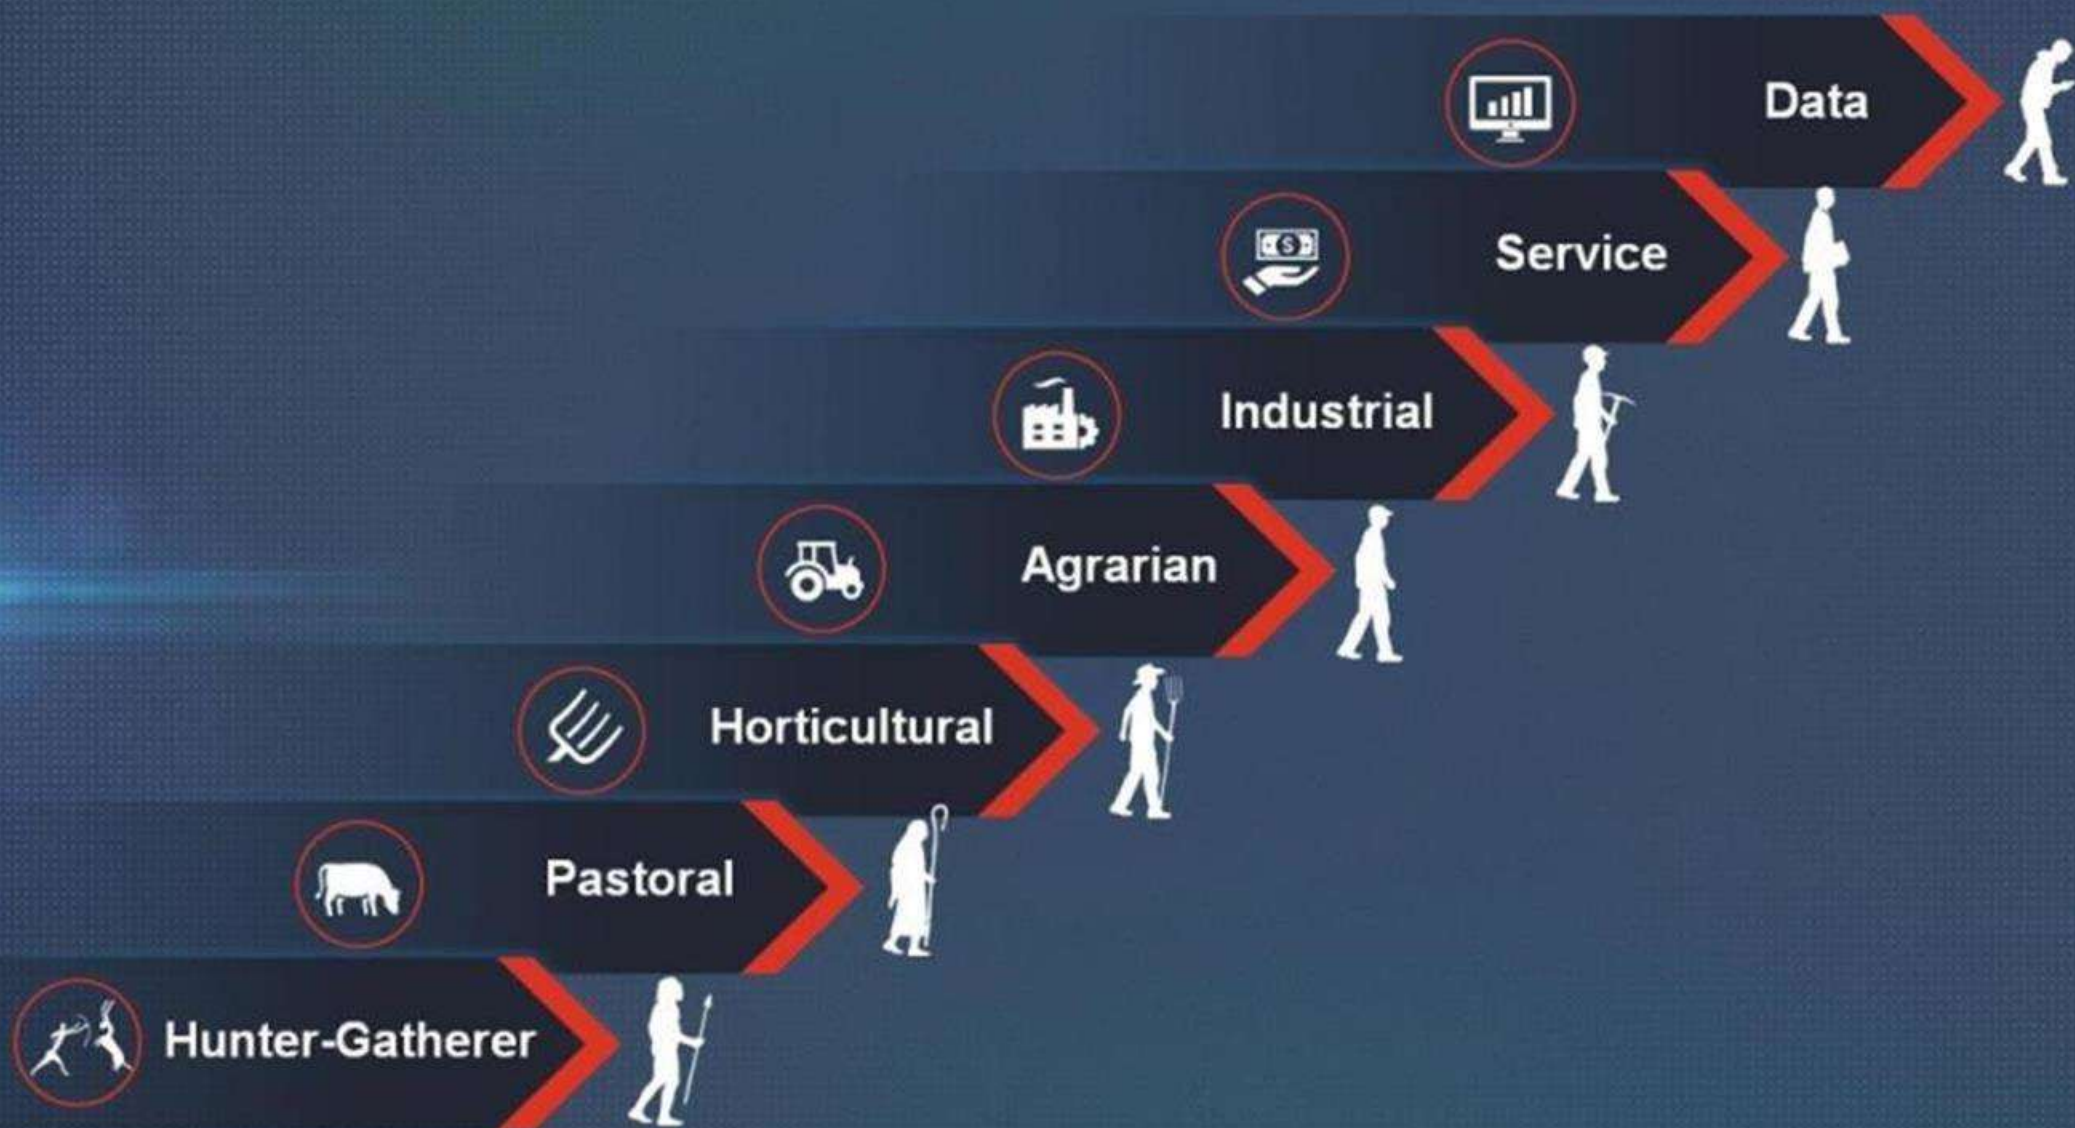 Data
Service
Industrial
Agrarian
Horticultural
Pastoral
Hunter-Gatherer